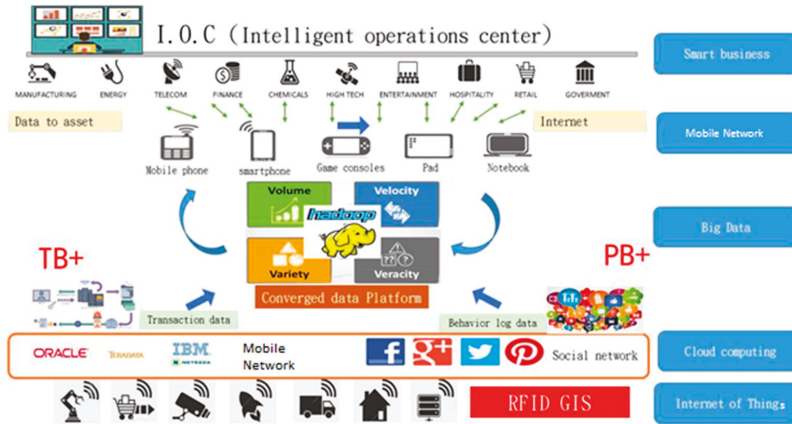 I.O.C (Intelligent operations center)
Smart business
MANUFACTURING ENERGY TELECOM FINANCE CHEMICALS HIGH TECH ENTERTAINMENT HOSPITALITY RETAIL GOVERMENT
Data to asset
Internet
Mobile Network
Mobile phone
smartphone
Game consoles
Pad
Notebook
Volume
Velocity
hadoop
Variety
Veracity
Big Data
TB+
PB+
Converged data Platform
Transaction data
Behavior log data
ORACLE
TERADATA
IBM
NETEZZA
Mobile
Network
f
g+
Social network
Cloud computing
RFID GIS
Internet of Things